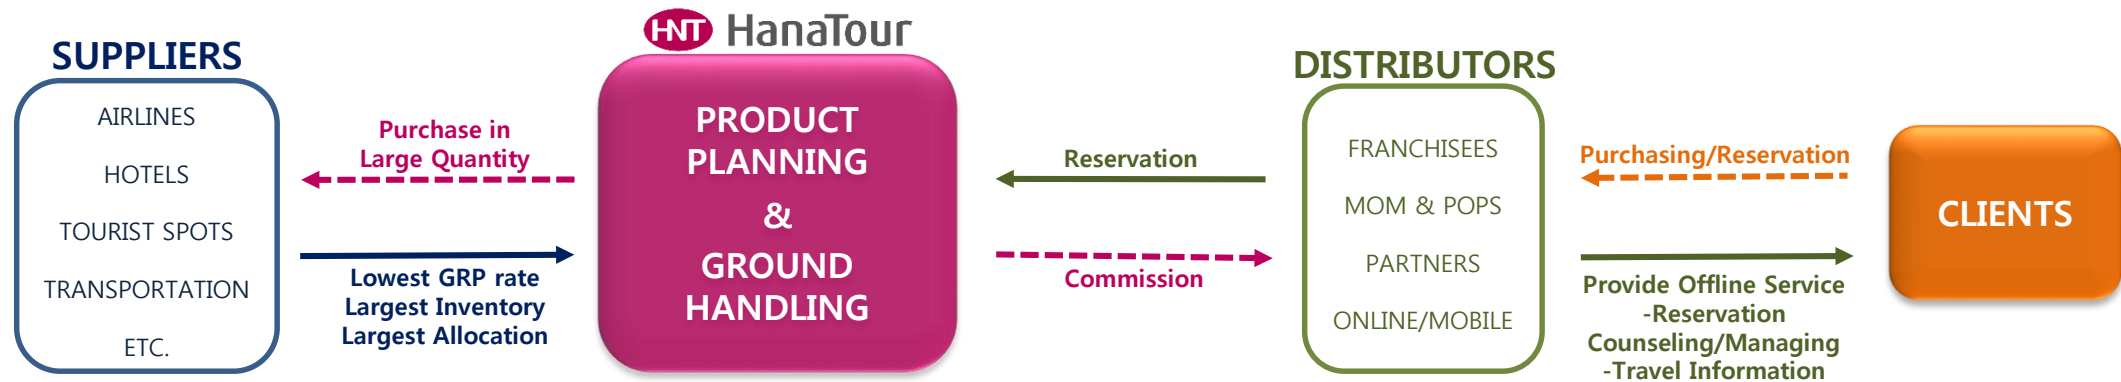 SUPPLIERS
AIRLINES
HOTELS
TOURIST SPOTS
TRANSPORTATION
ETC.
Purchase in
Large Quantity
Lowest GRP rate
Largest Inventory
Largest Allocation
HNT HanaTour
PRODUCT
PLANNING
&
GROUND
HANDLING
Reservation
Commission
DISTRIBUTORS
FRANCHISEES
MOM & POPS
PARTNERS
ONLINE/MOBILE
Purchasing/Reservation
Provide Offline Service
-Reservation
Counseling/Managing
-Travel Information
CLIENTS